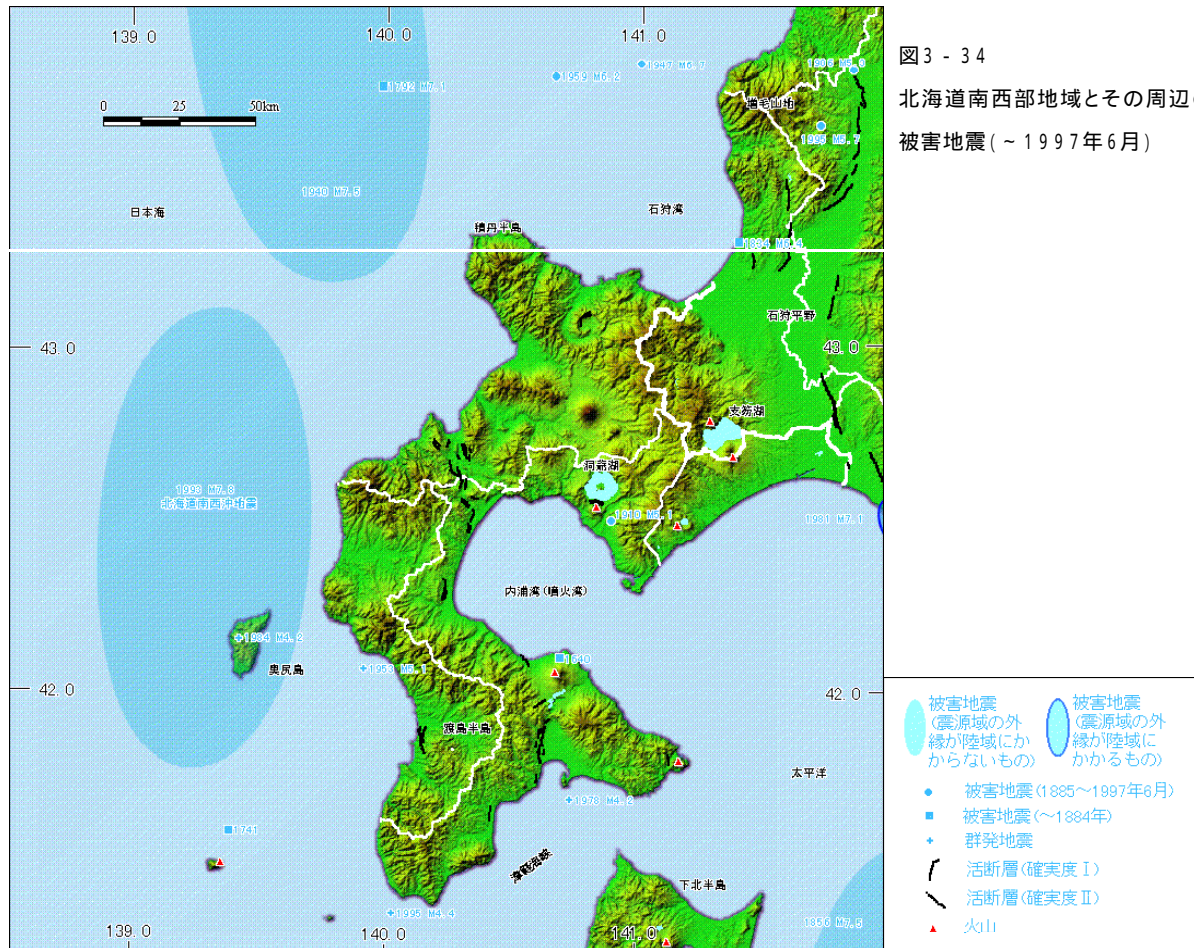 139.0
140.0
141.0
0 25 50km
1792 M7.1
1959 M6.2
1947 M6.7
1906 M5.0
増毛山地
1995 M5.7
1940 M7.5
日本海
積丹半島
石狩湾
1834 M6.4
石狩平野
43.0
43.0
支笏湖
洞爺湖
1993 M7.8
北海道南西沖地震
1910 M5.1
1981 M7.1
内浦湾(噴火湾)
1934 M4.2
奥尻島
1953 M5.1
1640
42.0
42.0
渡島半島
太平洋
1978 M4.2
1741
津軽海峡
下北半島
1995 M4.4
1856 M7.5
139.0
140.0
141.0
図3-34
北海道南西部地域とその周辺
被害地震(~1997年6月)
被害地震
(震源域の外
縁が陸域にか
からないもの)
被害地震
(震源域の外
縁が陸域に
かかるもの)
被害地震(1885~1997年6月)
被害地震(~1884年)
群発地震
活断層(確実度Ⅰ)
活断層(確実度Ⅱ)
火山